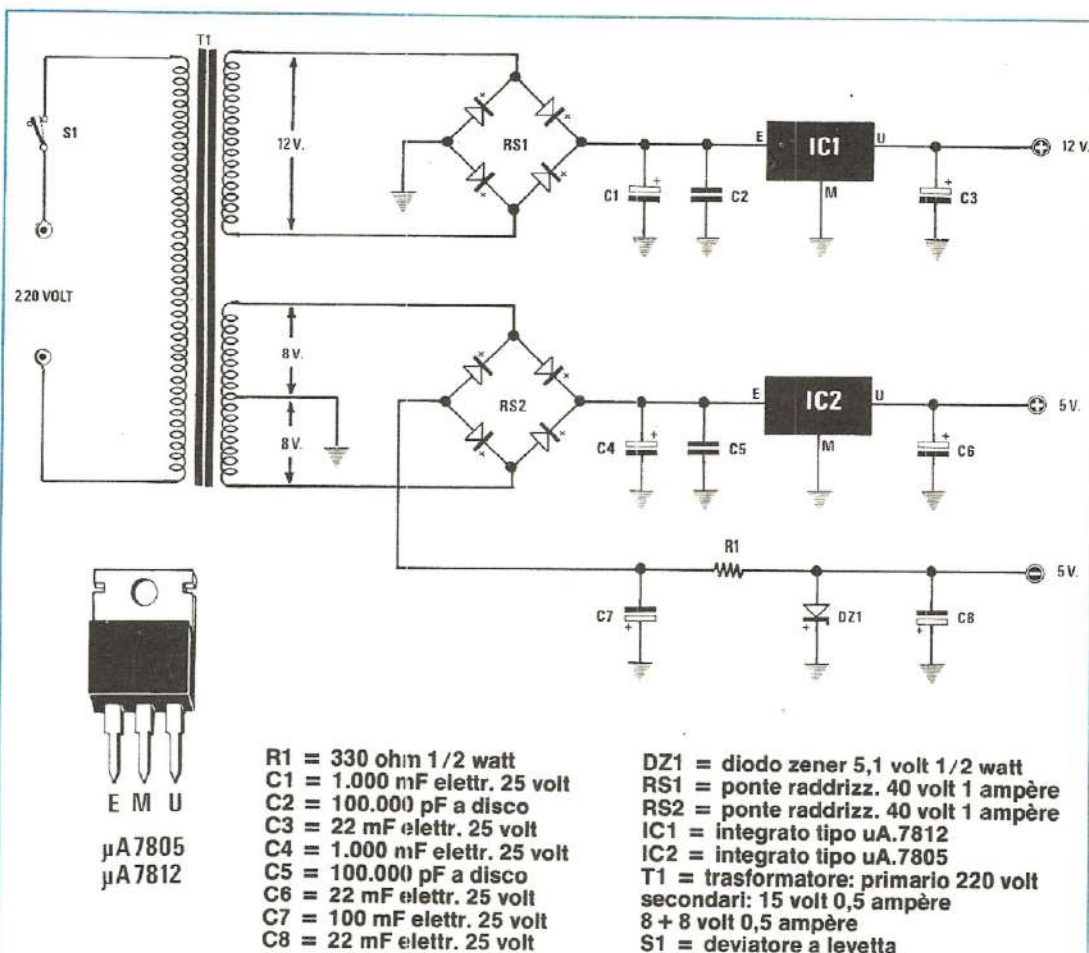 T1
S1
12 V.
RS1
E
IC1
U
M
C1
+
C2
C3
+
+
12 V.
220 VOLT
8 V.
8 V.
RS2
E
IC2
U
M
C4
+
C5
C6
+
+
5 V.
R1
C7
+
DZ1
+
C8
+
-
5 V.
E M U
µA7805
µA7812
R1 = 330 ohm 1/2 watt
C1 = 1.000 mF elettr. 25 volt
C2 = 100.000 pF a disco
C3 = 22 mF elettr. 25 volt
C4 = 1.000 mF elettr. 25 volt
C5 = 100.000 pF a disco
C6 = 22 mF elettr. 25 volt
C7 = 100 mF elettr. 25 volt
C8 = 22 mF elettr. 25 volt
DZ1 = diodo zener 5,1 volt 1/2 watt
RS1 = ponte raddrizz. 40 volt 1 ampère
RS2 = ponte raddrizz. 40 volt 1 ampère
IC1 = integrato tipo uA.7812
IC2 = integrato tipo uA.7805
T1 = trasformatore: primario 220 volt
secondari: 15 volt 0,5 ampère
8 + 8 volt 0,5 ampère
S1 = deviatore a levetta